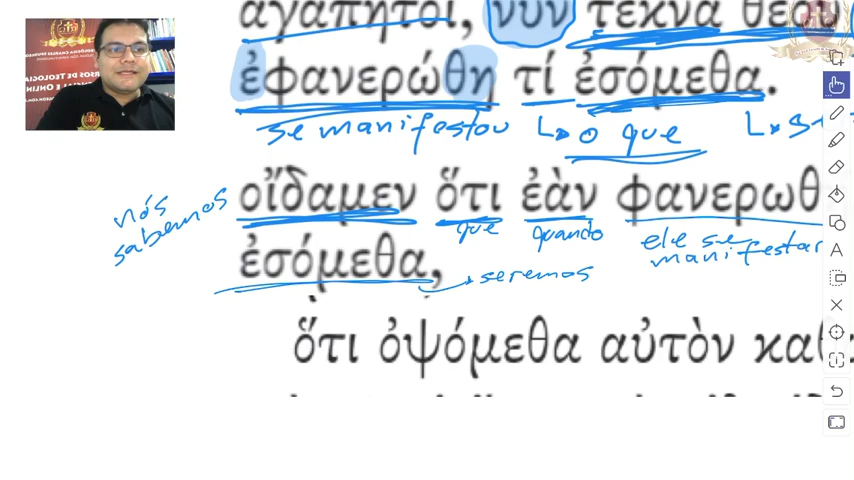 ἀγαπητοί, νῦν τέκνα θεοῦ
ἐφανερώθη τί ἐσόμεθα.
se manifestou o que
οἴδαμεν ὅτι ἐὰν φανερωθ
nós sabemos que quando ele se manifestar
ἐσόμεθα,
seremos
ὅτι ὀψόμεθα αὐτὸν καθ